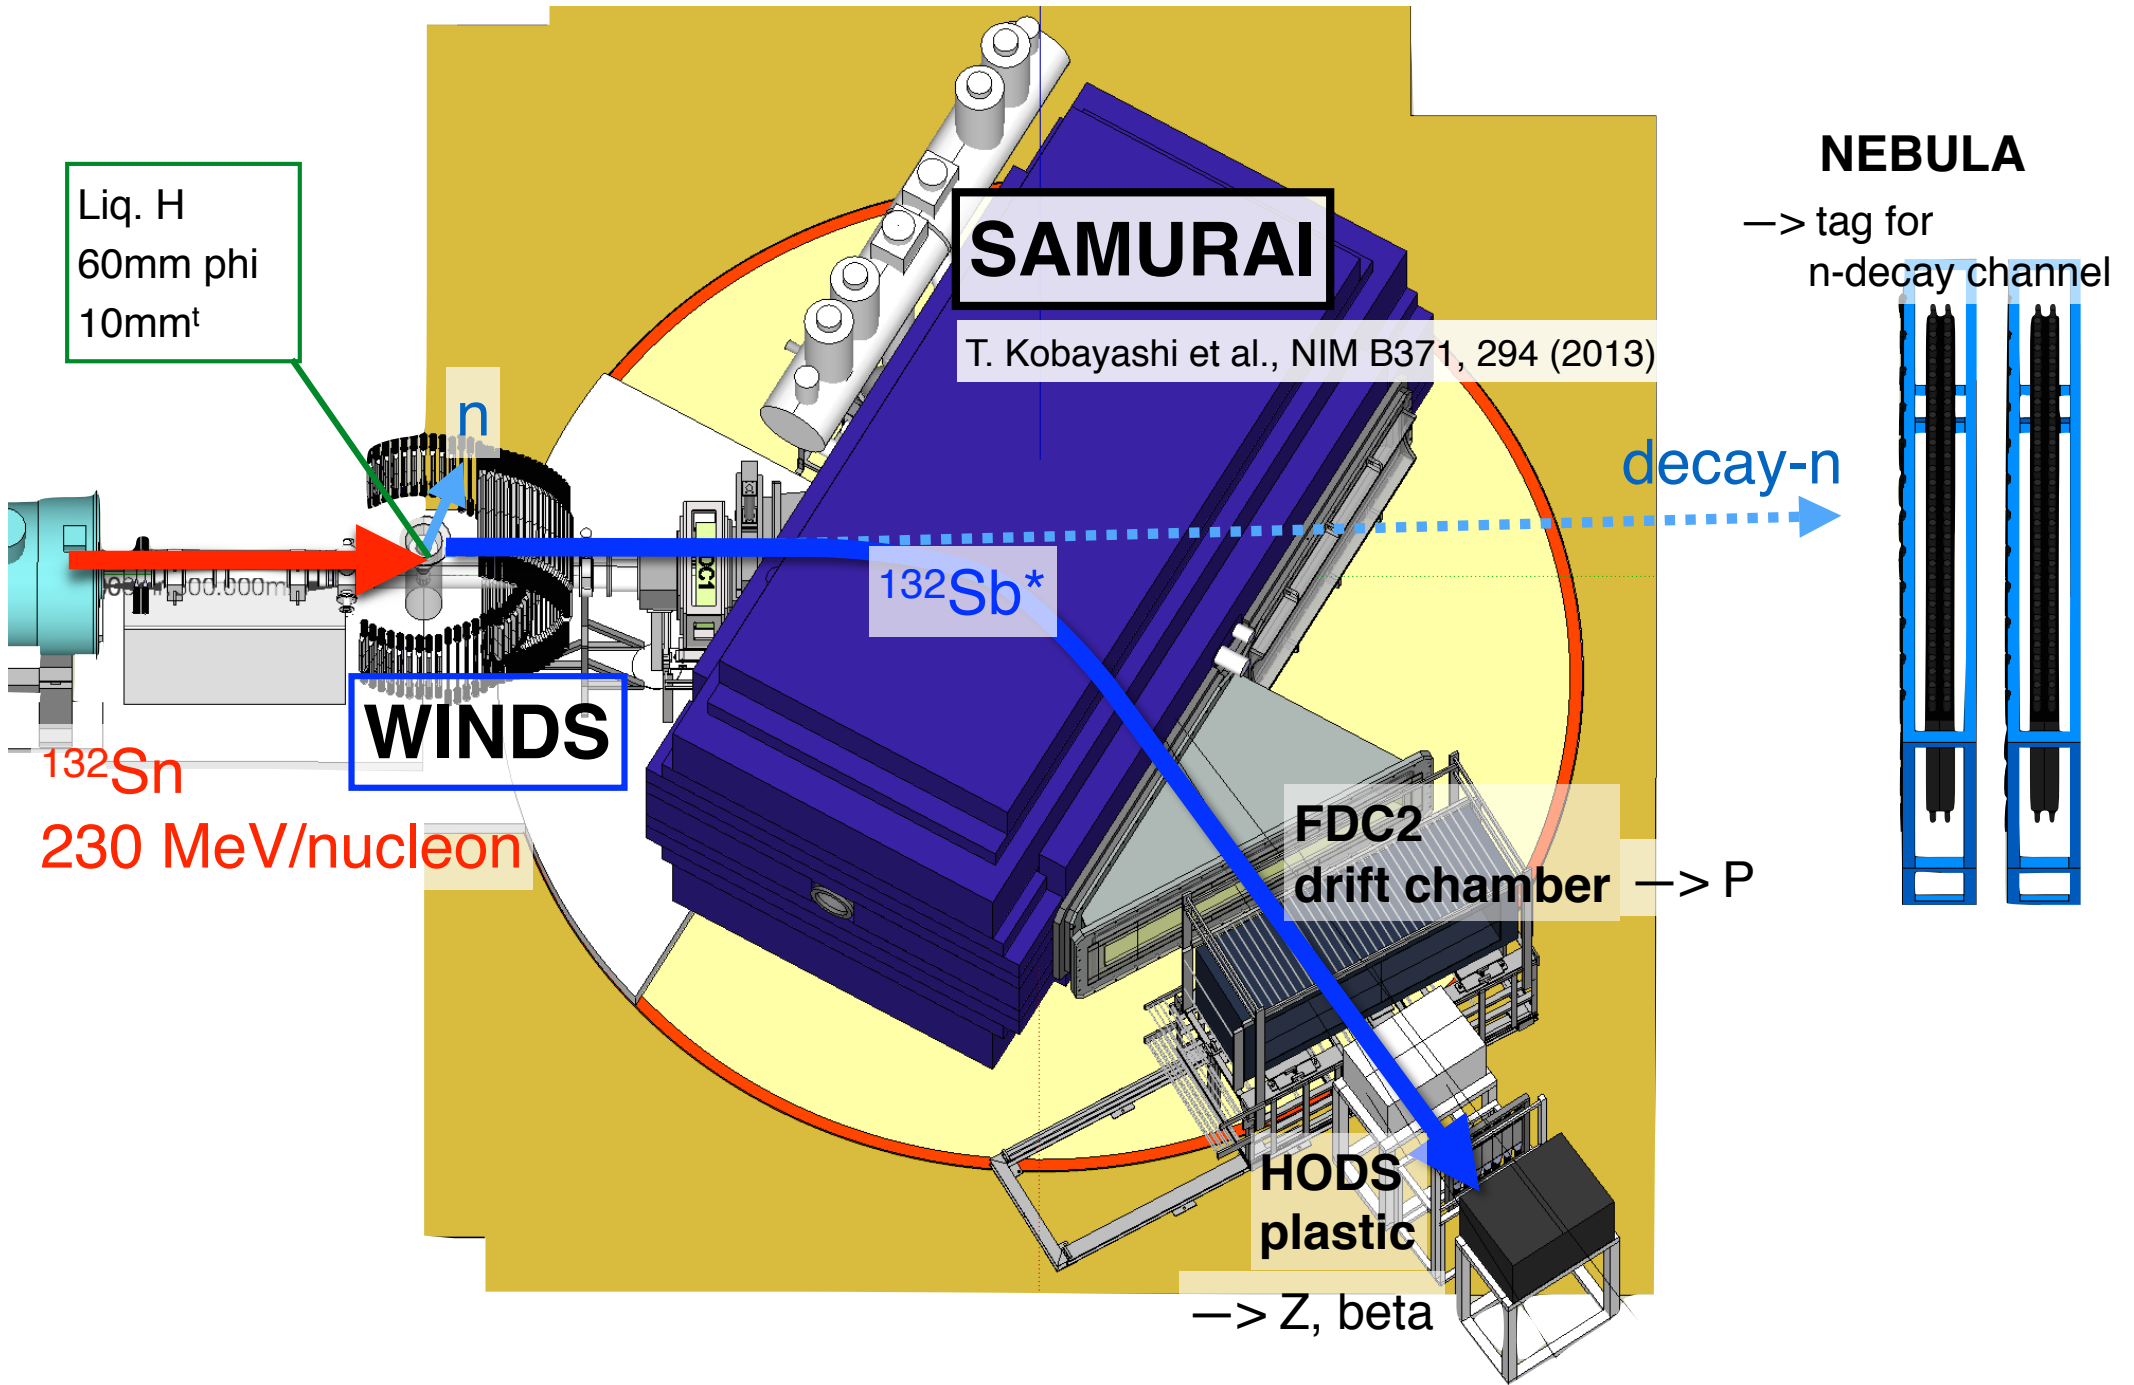 NEBULA
—> tag for
n-decay channel
Liq. H
60mm phi
10mmᵗ
SAMURAI
T. Kobayashi et al., NIM B371, 294 (2013)
n
decay-n
¹³²Sb*
DC1
WINDS
¹³²Sn
230 MeV/nucleon
FDC2
drift chamber —> P
HODS
plastic
—> Z, beta